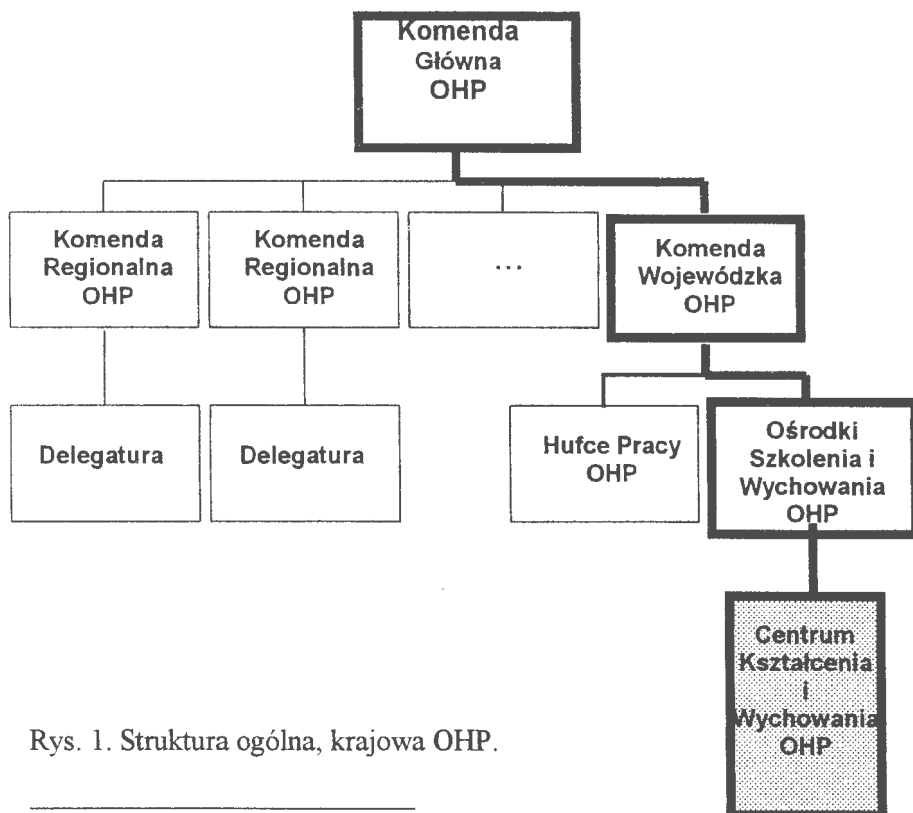 Komenda
Główna
OHP
Komenda
Regionalna
OHP
Komenda
Regionalna
OHP
...
Komenda
Wojewódzka
OHP
Delegatura
Delegatura
Hufce Pracy
OHP
Ośrodki
Szkolenia i
Wychowania
OHP
Centrum
Kształcenia
i
Wychowania
OHP
Rys. 1. Struktura ogólna, krajowa OHP.